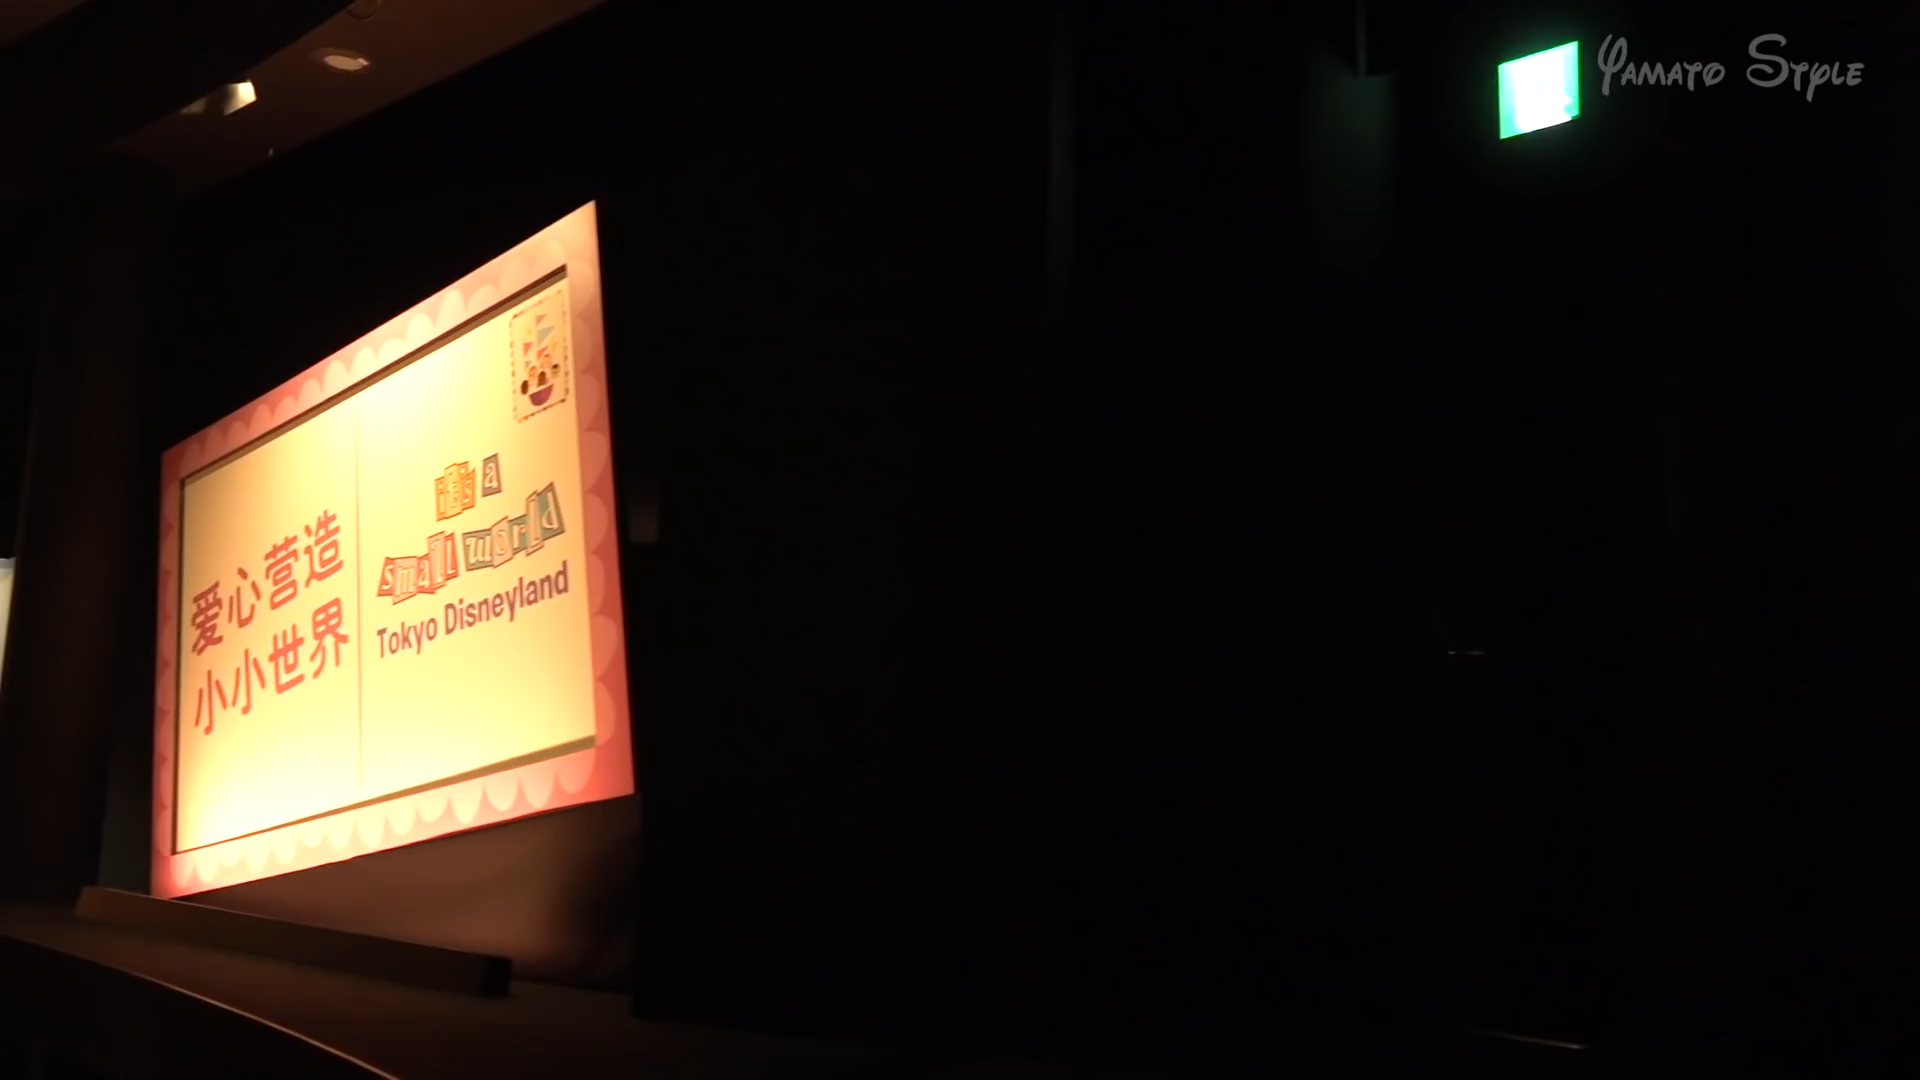 爱心营造
小小世界
it's a
small world
Tokyo Disneyland
Yamato Style